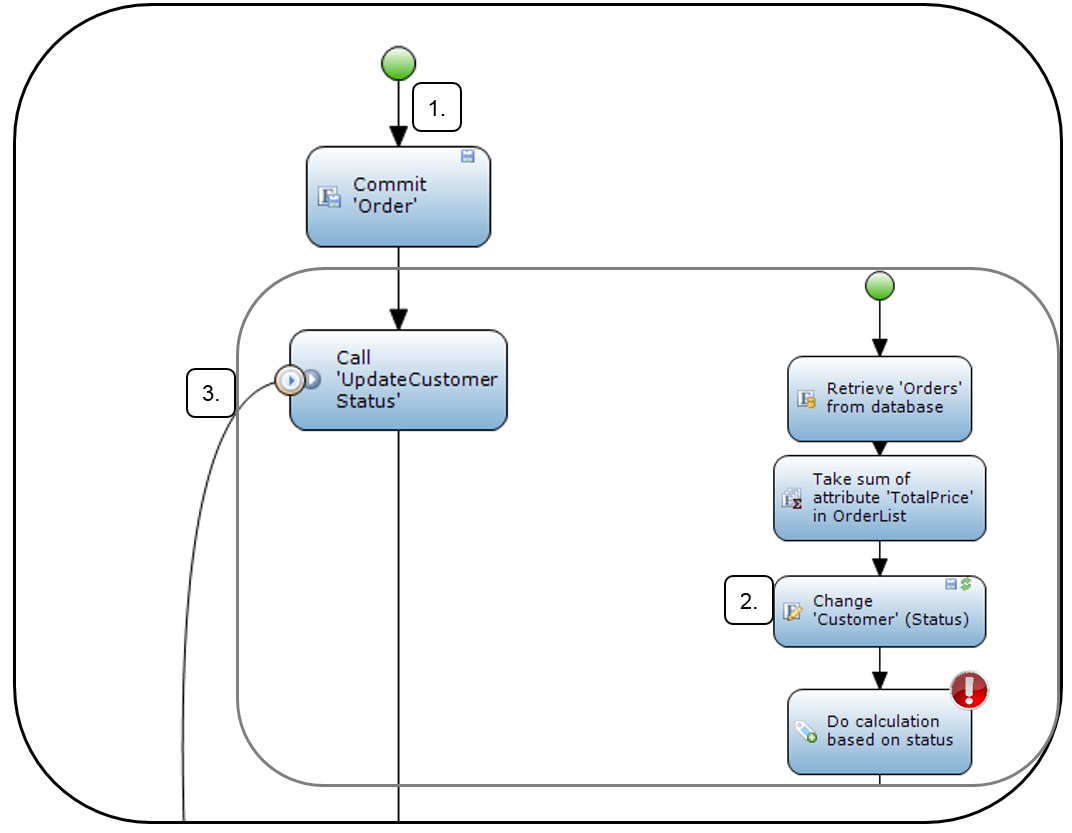 1.
Commit
'Order'
Call
'UpdateCustomer
Status'
3.
Retrieve 'Orders'
from database
Take sum of
attribute 'TotalPrice'
in OrderList
2.
Change
'Customer' (Status)
Do calculation
based on status